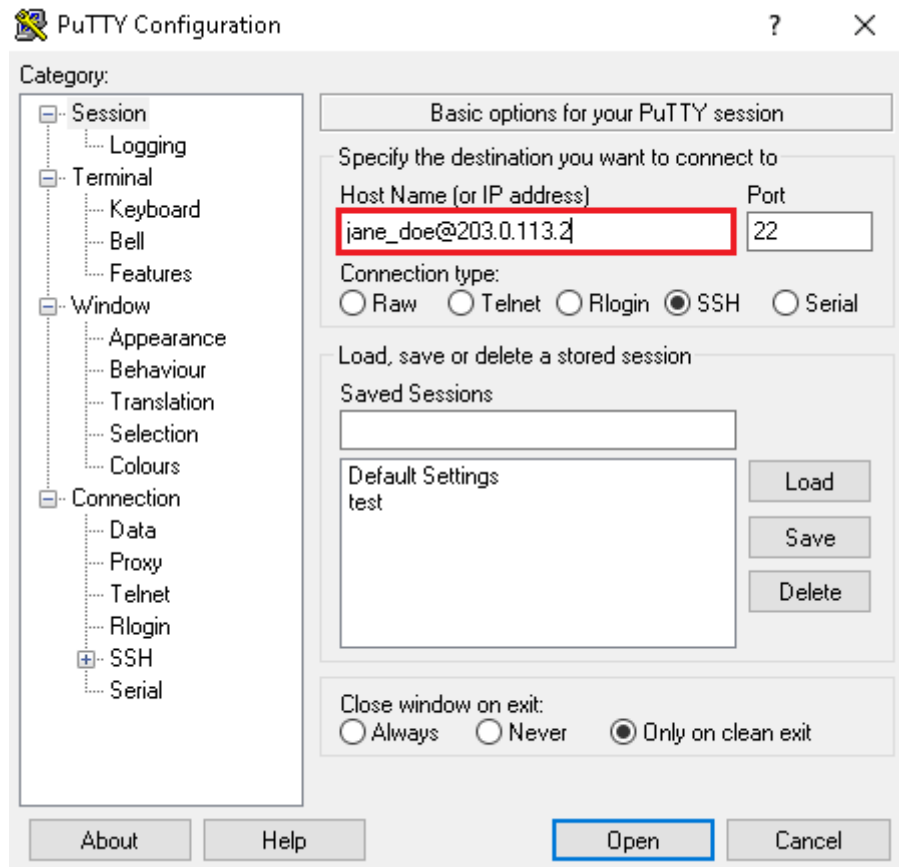 PuTTY Configuration
?
Category:
Session
Logging
Terminal
Keyboard
Bell
Features
Window
Appearance
Behaviour
Translation
Selection
Colours
Connection
Data
Proxy
Telnet
Rlogin
SSH
Serial
Basic options for your PuTTY session
Specify the destination you want to connect to
Host Name (or IP address) Port
jane_doe@203.0.113.2 22
Connection type:
Raw Telnet Rlogin SSH Serial
Load, save or delete a stored session
Saved Sessions
Default Settings
test
Load
Save
Delete
Close window on exit:
Always Never Only on clean exit
About Help Open Cancel